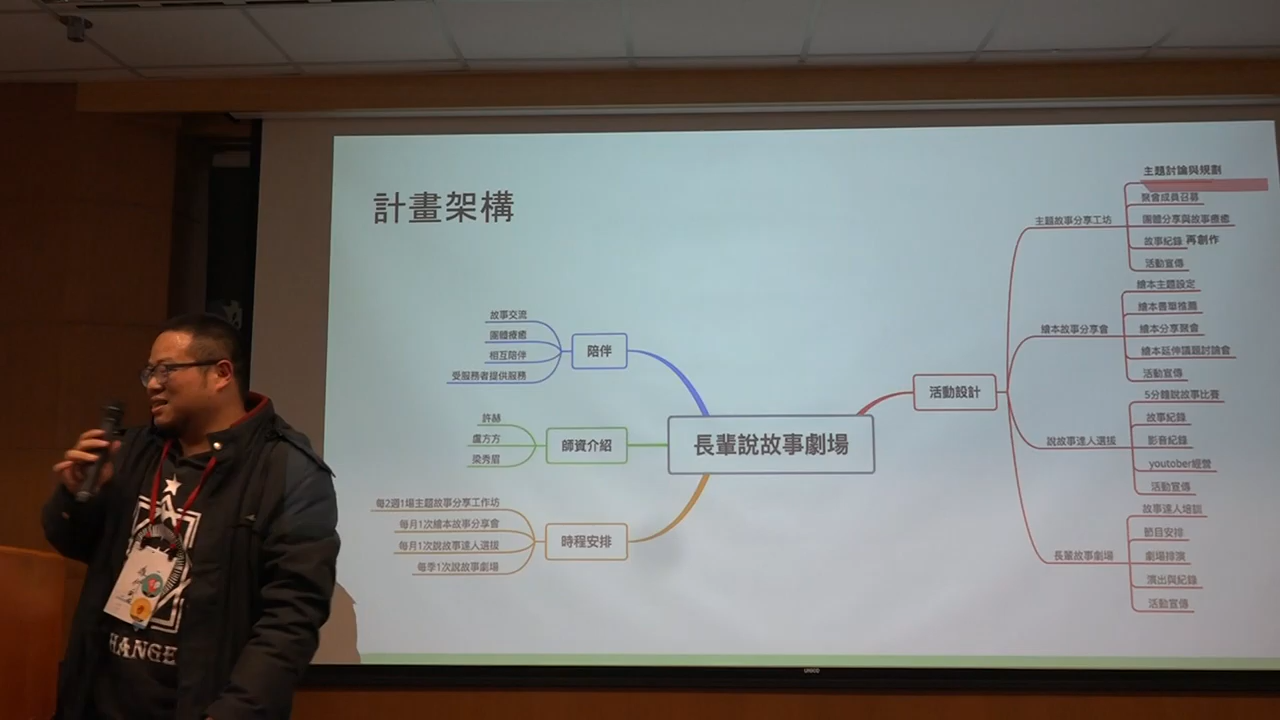 計畫架構
故事交流
團體療癒
相互陪伴
受服務者提供服務
陪伴
許赫
盧方方
梁秀眉
師資介紹
每2週1場主題故事分享工作坊
每月1次繪本故事分享會
每月1次說故事達人選拔
每季1次說故事劇場
時程安排
長輩說故事劇場
活動設計
主題故事分享工坊
主題討論與規劃
聚會成員召募
團體分享與故事療癒
故事紀錄 再創作
活動宣傳
繪本故事分享會
繪本主題設定
繪本書單推薦
繪本分享聚會
繪本延伸議題討論會
活動宣傳
說故事達人選拔
5分鐘說故事比賽
故事紀錄
影音紀錄
youtober經營
活動宣傳
長輩故事劇場
故事達人培訓
節目安排
劇場排演
演出與紀錄
活動宣傳
HANGE